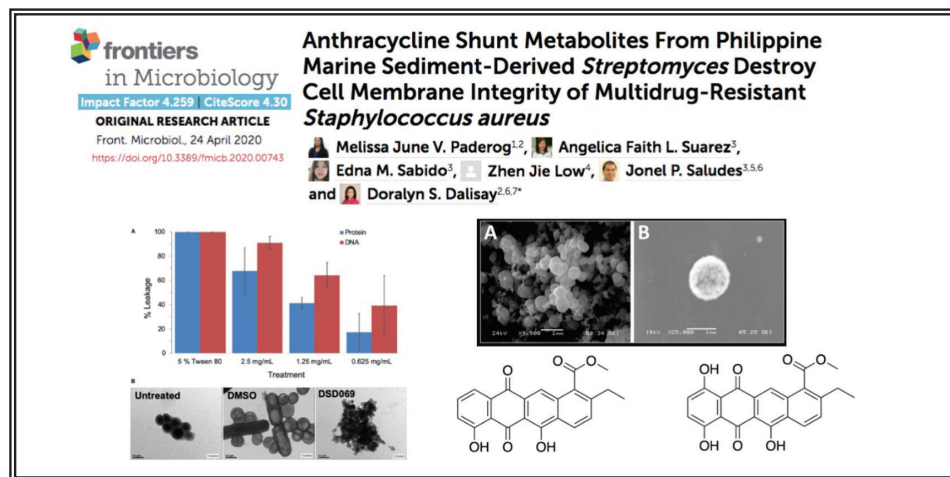 frontiers
in Microbiology
Impact Factor 4.259 | CiteScore 4.30
ORIGINAL RESEARCH ARTICLE
Front. Microbiol., 24 April 2020
https://doi.org/10.3389/fmicb.2020.00743
Anthracycline Shunt Metabolites From Philippine
Marine Sediment-Derived Streptomyces Destroy
Cell Membrane Integrity of Multidrug-Resistant
Staphylococcus aureus
Melissa June V. Paderog1,2, Angelica Faith L. Suarez3,
Edna M. Sabido3, Zhen Jie Low4, Jonel P. Saludes3,5,6
and Doralyn S. Dalisay2,6,7*
A
Protein
DNA
% Leakage
100
80
60
40
20
0
5 % Tween 80
2.5 mg/mL
1.25 mg/mL
0.625 mg/mL
Treatment
B
Untreated
DMSO
DSD069
A
24kV
B
O
O
O
O
OH
O
OH
OH
O
O
O
OH
O
OH